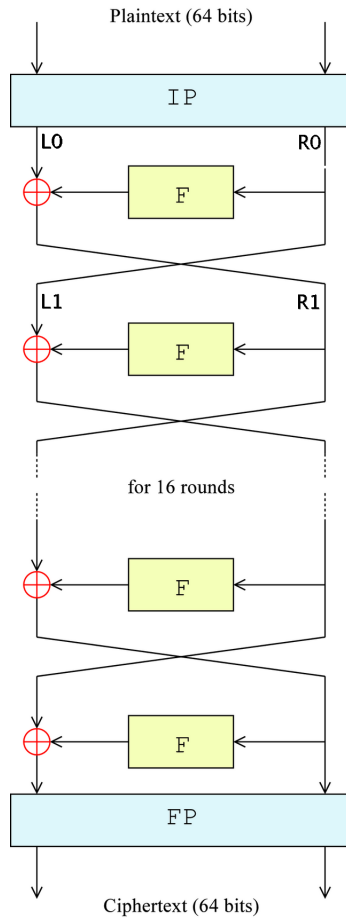 Plaintext (64 bits)
IP
L0 R0
F
L1 R1
F
for 16 rounds
F
F
FP
Ciphertext (64 bits)